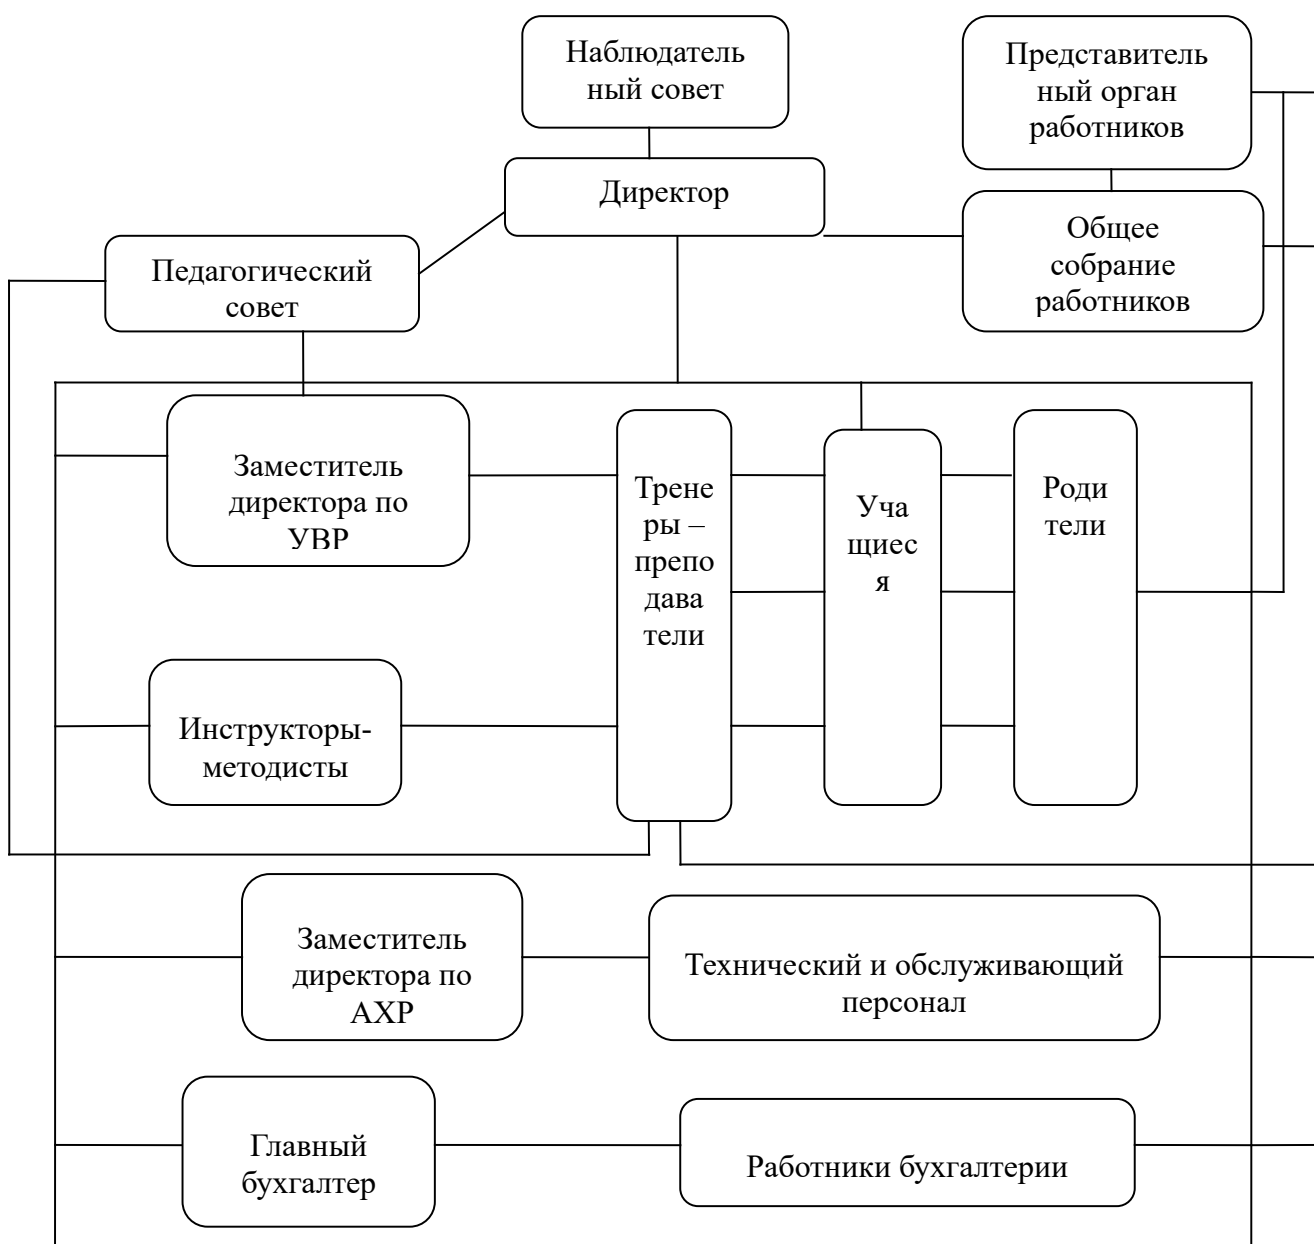 Наблюдатель
ный совет
Представитель
ный орган
работников
Директор
Общее
собрание
работников
Педагогический
совет
Заместитель
директора по
УВР
Трене
ры –
препо
дава
тели
Уча
щиес
я
Роди
тели
Инструкторы-
методисты
Заместитель
директора по
АХР
Технический и обслуживающий
персонал
Главный
бухгалтер
Работники бухгалтерии